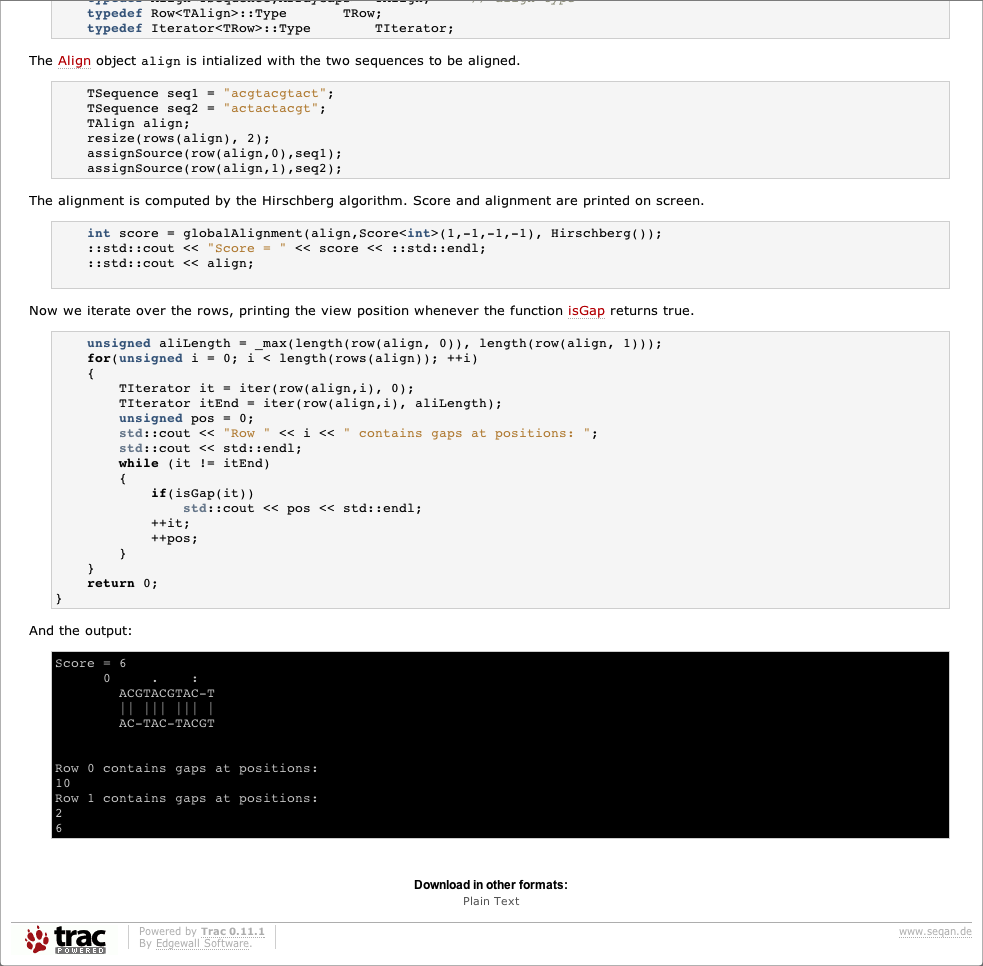 typedef Row<TAlign>::Type       TRow;
typedef Iterator<TRow>::Type        TIterator;
The Align object align is intialized with the two sequences to be aligned.
TSequence seq1 = "acgtacgtact";
TSequence seq2 = "actactacgt";
TAlign align;
resize(rows(align), 2);
assignSource(row(align,0),seq1);
assignSource(row(align,1),seq2);
The alignment is computed by the Hirschberg algorithm. Score and alignment are printed on screen.
int score = globalAlignment(align,Score<int>(1,-1,-1,-1), Hirschberg());
::std::cout << "Score = " << score << ::std::endl;
::std::cout << align;
Now we iterate over the rows, printing the view position whenever the function isGap returns true.
unsigned aliLength = _max(length(row(align, 0)), length(row(align, 1)));
for(unsigned i = 0; i < length(rows(align)); ++i)
{
TIterator it = iter(row(align,i), 0);
TIterator itEnd = iter(row(align,i), aliLength);
unsigned pos = 0;
std::cout << "Row " << i << " contains gaps at positions: ";
std::cout << std::endl;
while (it != itEnd)
{
if(isGap(it))
std::cout << pos << std::endl;
++it;
++pos;
}
}
return 0;
}
And the output:
Score = 6
0     .    :
ACGTACGTAC-T
|| ||| ||| |
AC-TAC-TACGT
Row 0 contains gaps at positions:
10
Row 1 contains gaps at positions:
2
6
Download in other formats:
Plain Text
trac
POWERED
Powered by Trac 0.11.1
By Edgewall Software.
www.seqan.de